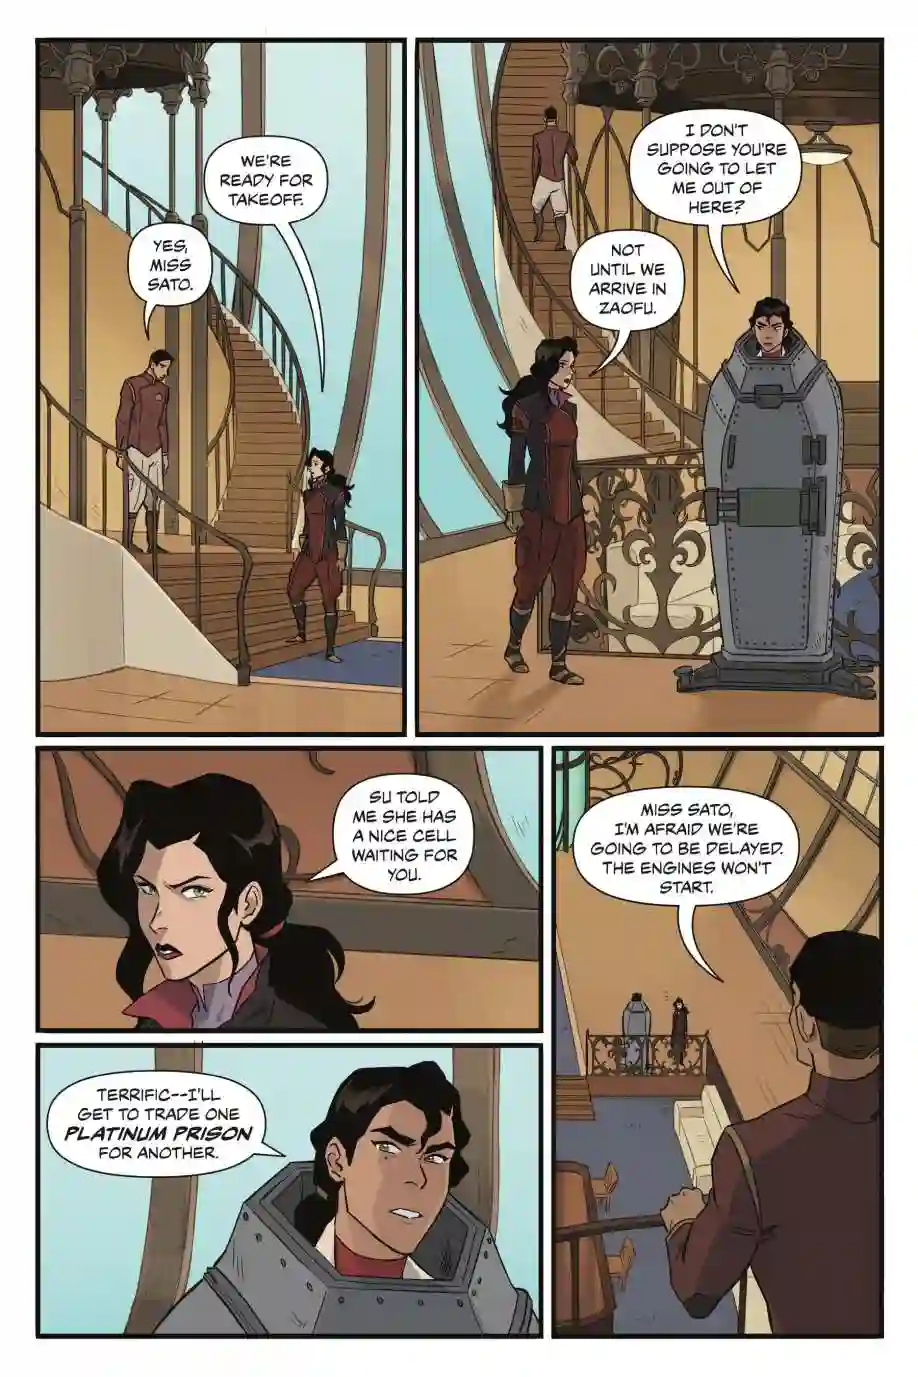 WE'RE
READY FOR
TAKEOFF.
YES,
MISS
SATO.
I DON'T
SUPPOSE YOU'RE
GOING TO LET
ME OUT OF
HERE?
NOT
UNTIL WE
ARRIVE IN
ZAOFU.
SU TOLD
ME SHE HAS
A NICE CELL
WAITING FOR
YOU.
TERRIFIC--I'LL
GET TO TRADE ONE
PLATINUM PRISON
FOR ANOTHER.
MISS SATO,
I'M AFRAID WE'RE
GOING TO BE DELAYED.
THE ENGINES WON'T
START.